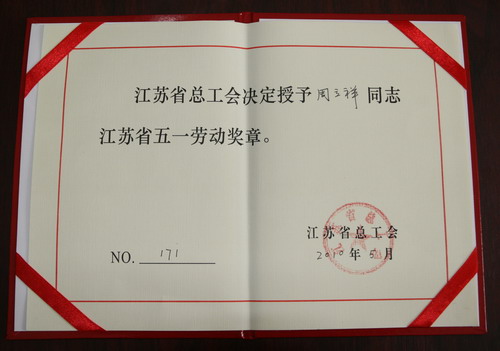 江苏省总工会决定授予周立祥同志
江苏省五一劳动奖章。
江苏省总工会
2010年5月
NO. 171